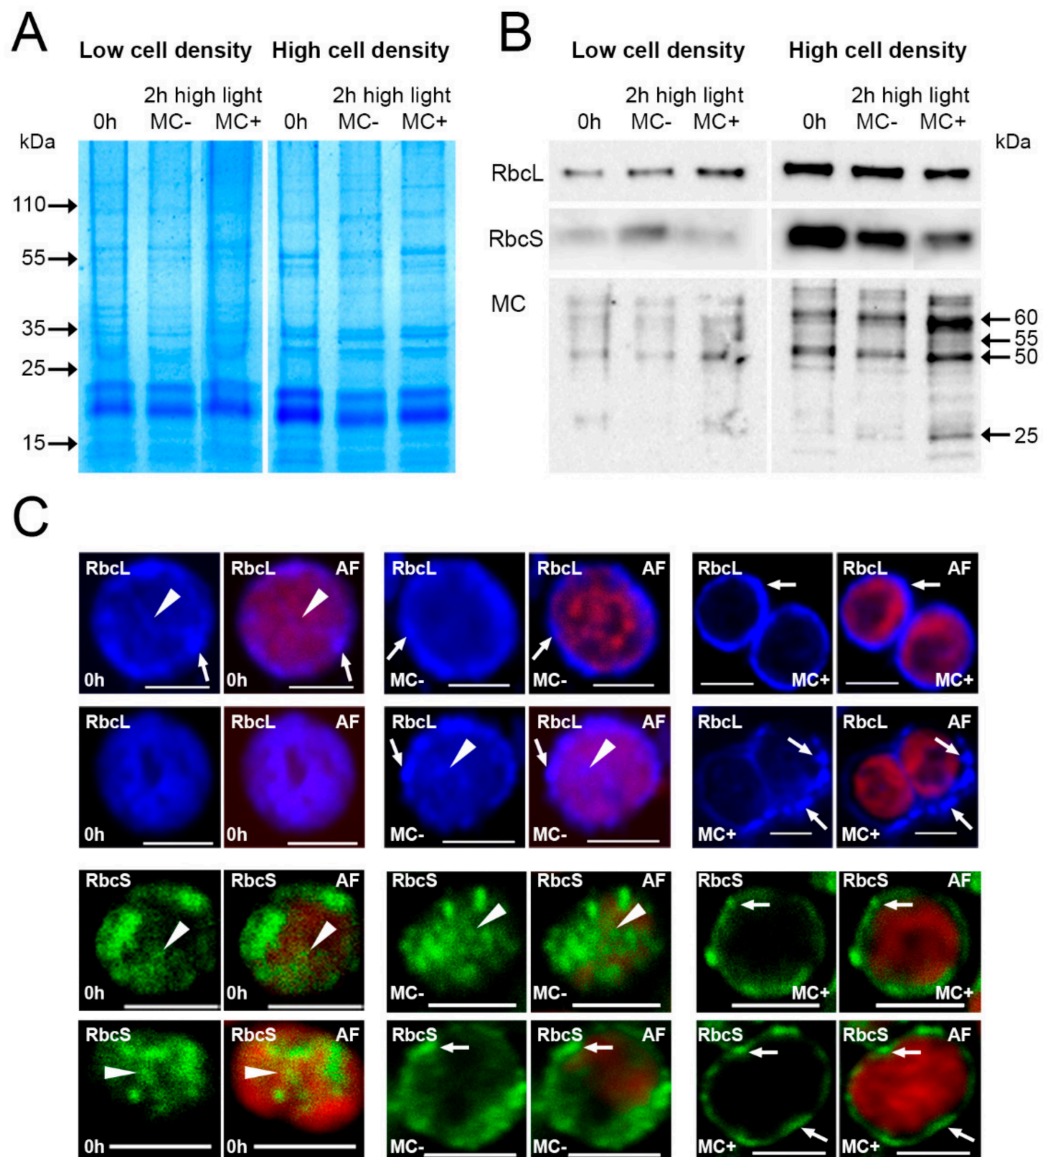 A
B
Low cell density High cell density
Low cell density High cell density
2h high light 2h high light
2h high light 2h high light
0h MC- MC+ 0h MC- MC+
0h MC- MC+ 0h MC- MC+
kDa
kDa
110
55
35
25
15
RbcL
RbcS
MC
60
55
50
25
C
RbcL RbcL AF RbcL RbcL AF RbcL RbcL AF
0h 0h MC- MC- MC+ MC+
RbcL RbcL AF RbcL RbcL AF RbcL RbcL AF
0h 0h MC- MC- MC+ MC+
RbcS RbcS AF RbcS RbcS AF RbcS RbcS AF
0h 0h MC- MC- MC+ MC+
RbcS RbcS AF RbcS RbcS AF RbcS RbcS AF
0h 0h MC- MC- MC+ MC+